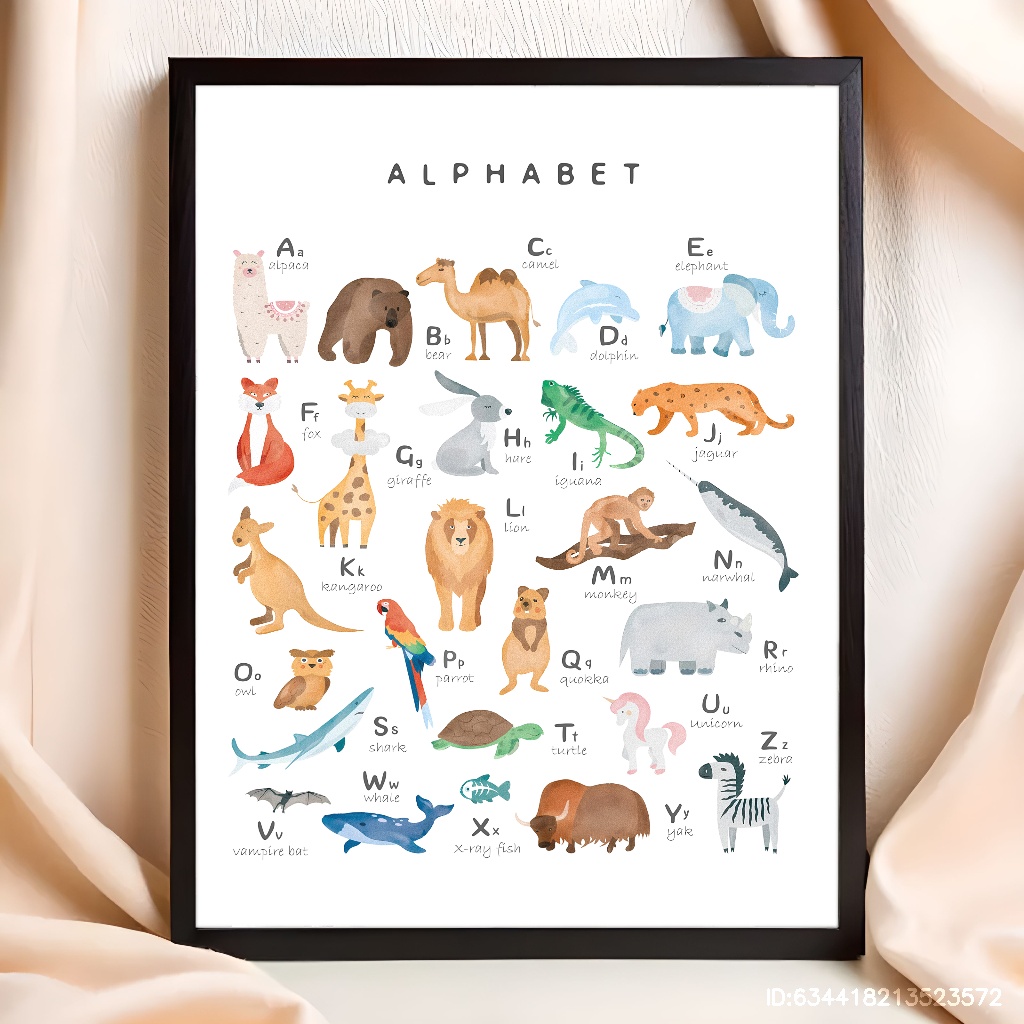 ALPHABET
Aa
alpaca
Bb
bear
Cc
camel
Dd
dolphin
Ee
elephant
Ff
fox
Gg
giraffe
Hh
hare
Ii
iguana
Jj
jaguar
Kk
kangaroo
Ll
lion
Mm
monkey
Nn
narwhal
Oo
owl
Pp
parrot
Qq
quokka
Rr
rhino
Ss
shark
Tt
turtle
Uu
unicorn
Vv
vampire bat
Ww
whale
Xx
x-ray fish
Yy
yak
Zz
zebra
ID:634418213523572